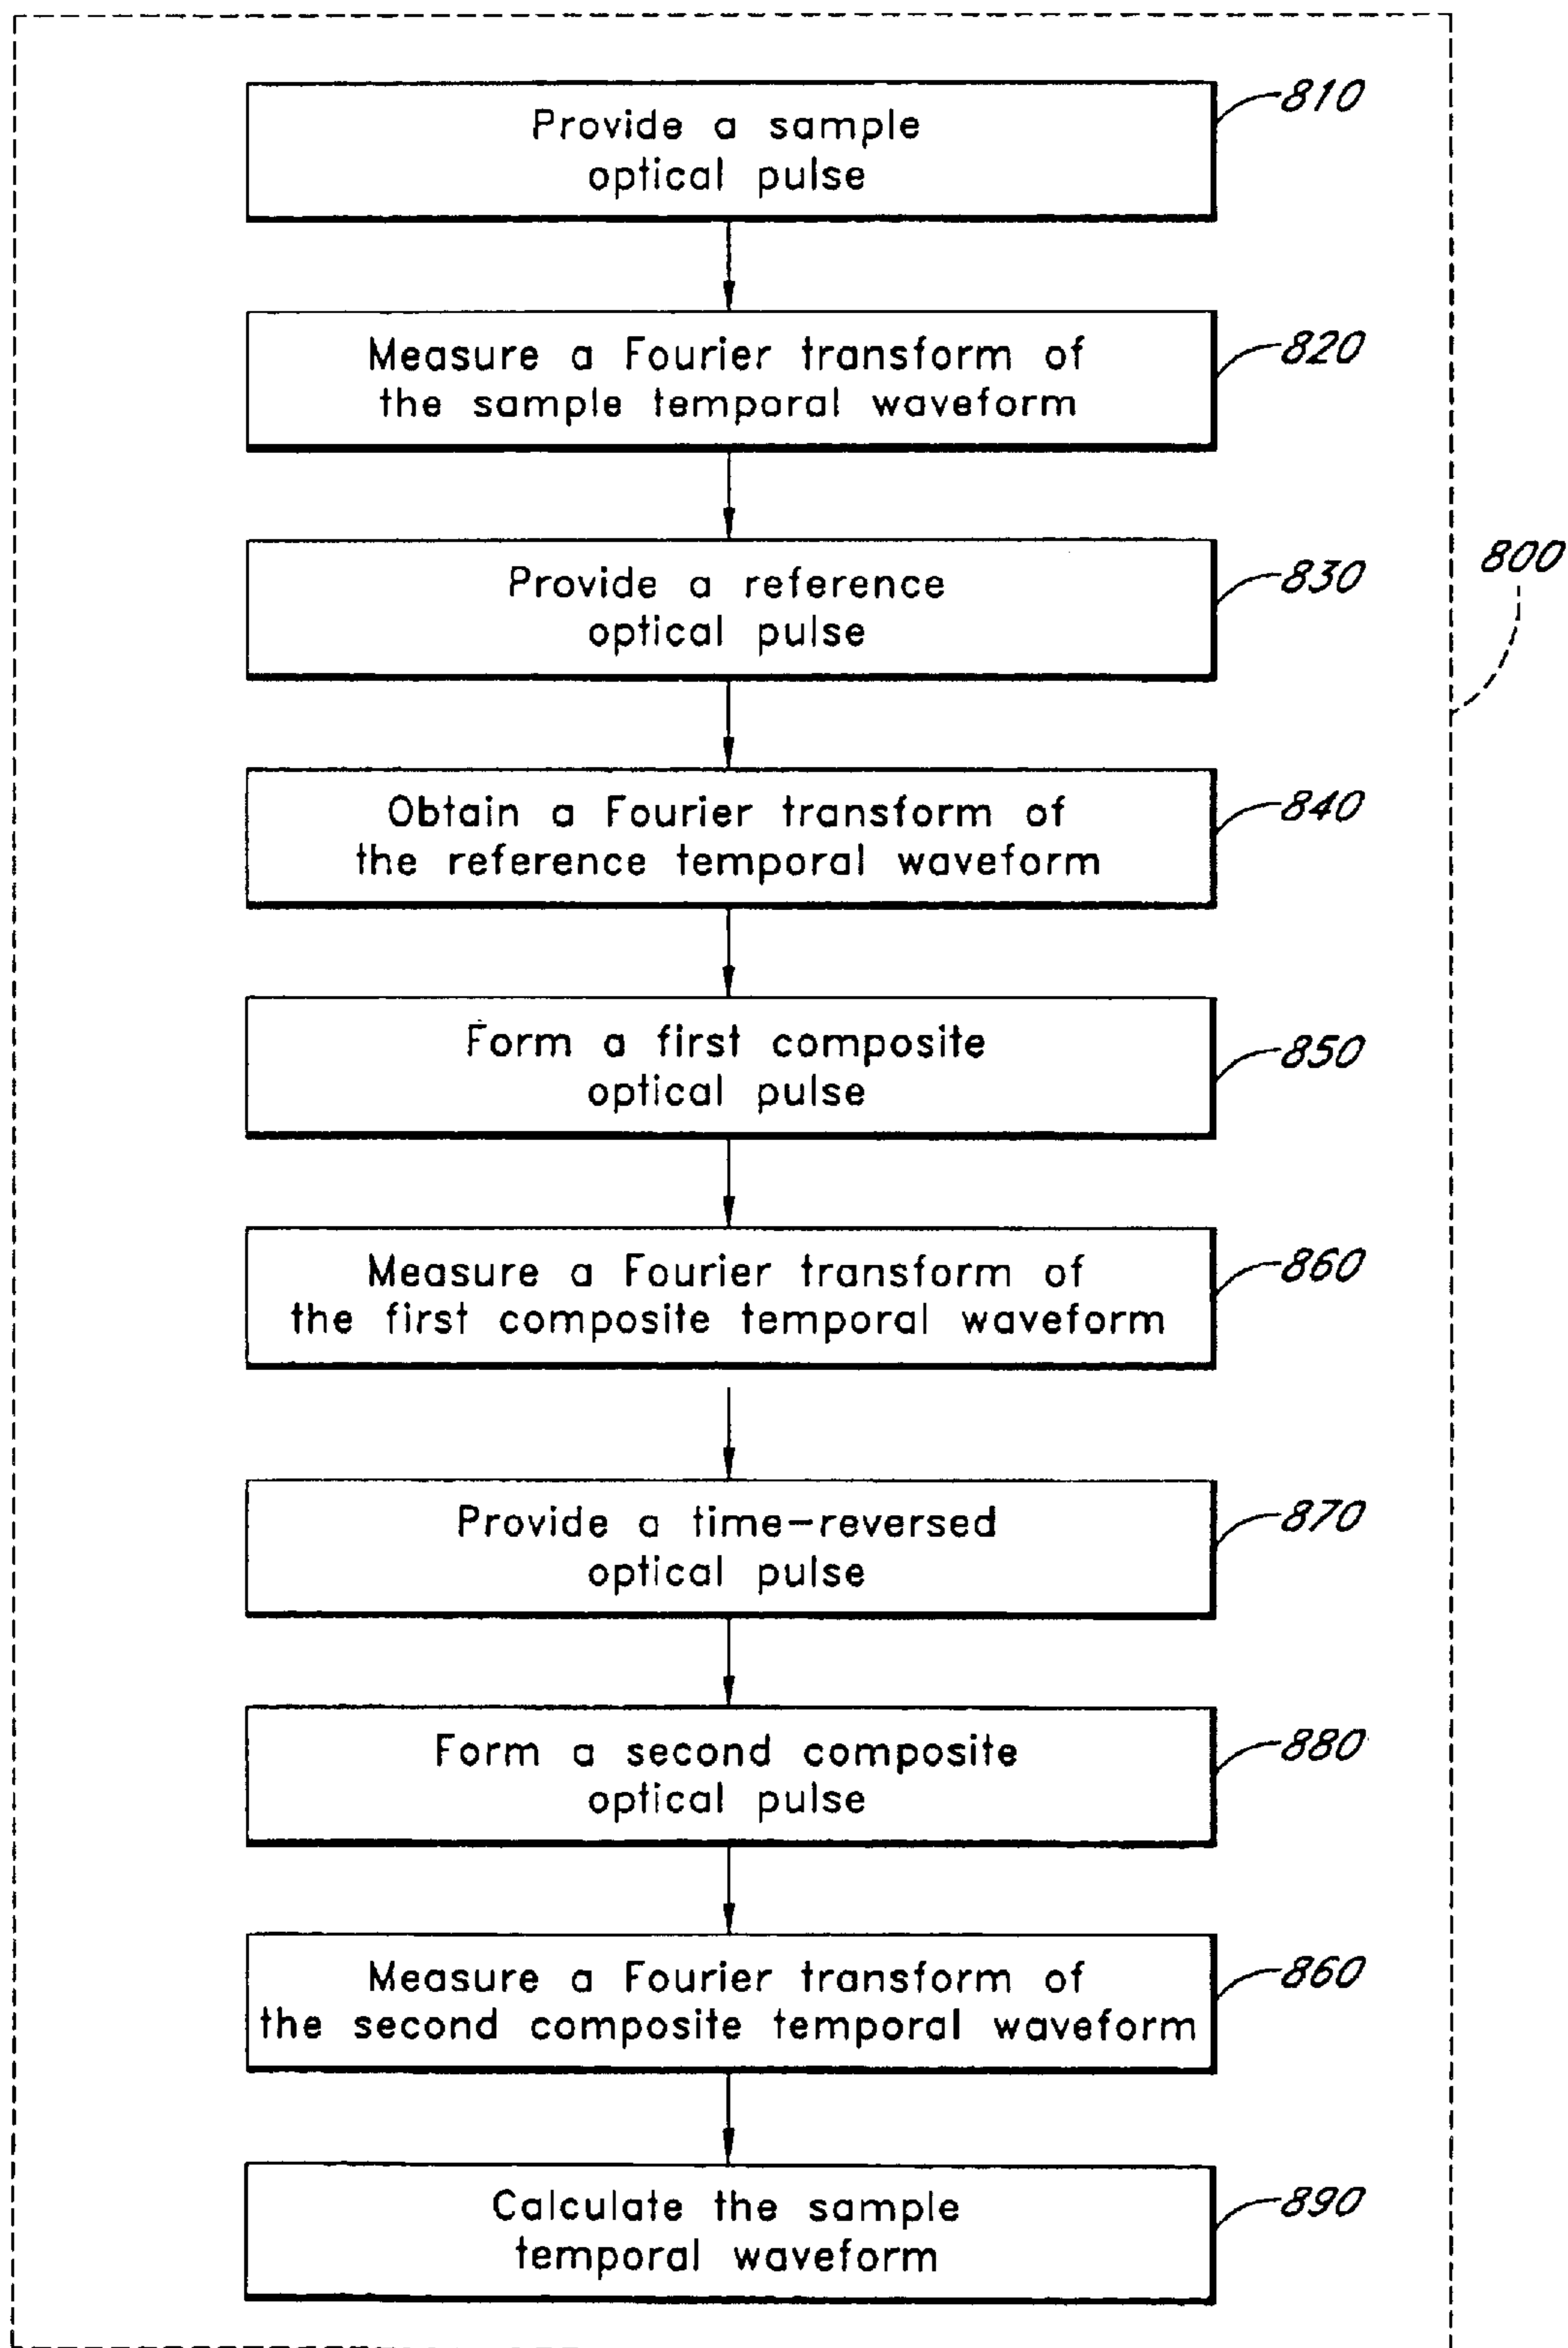 810
Provide a sample
optical pulse
820
Measure a Fourier transform of
the sample temporal waveform
800
830
Provide a reference
optical pulse
840
Obtain a Fourier transform of
the reference temporal waveform
850
Form a first composite
optical pulse
860
Measure a Fourier transform of
the first composite temporal waveform
870
Provide a time-reversed
optical pulse
880
Form a second composite
optical pulse
860
Measure a Fourier transform of
the second composite temporal waveform
890
Calculate the sample
temporal waveform